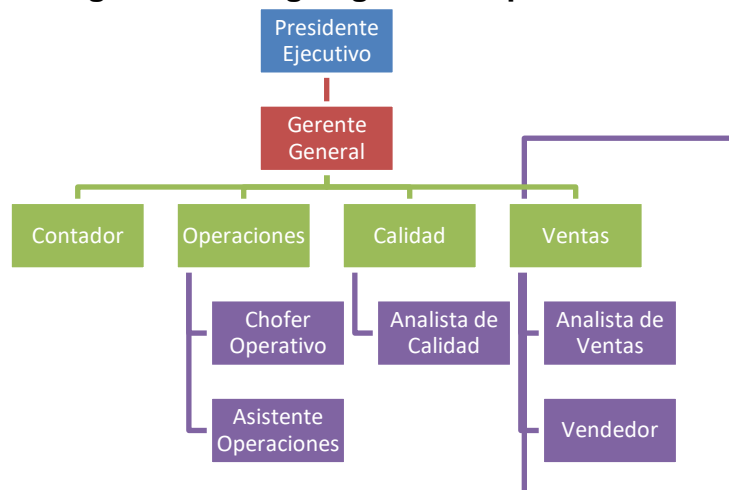 Presidente
Ejecutivo
Gerente
General
Contador
Operaciones
Calidad
Ventas
Chofer
Operativo
Analista de
Calidad
Analista de
Ventas
Asistente
Operaciones
Vendedor